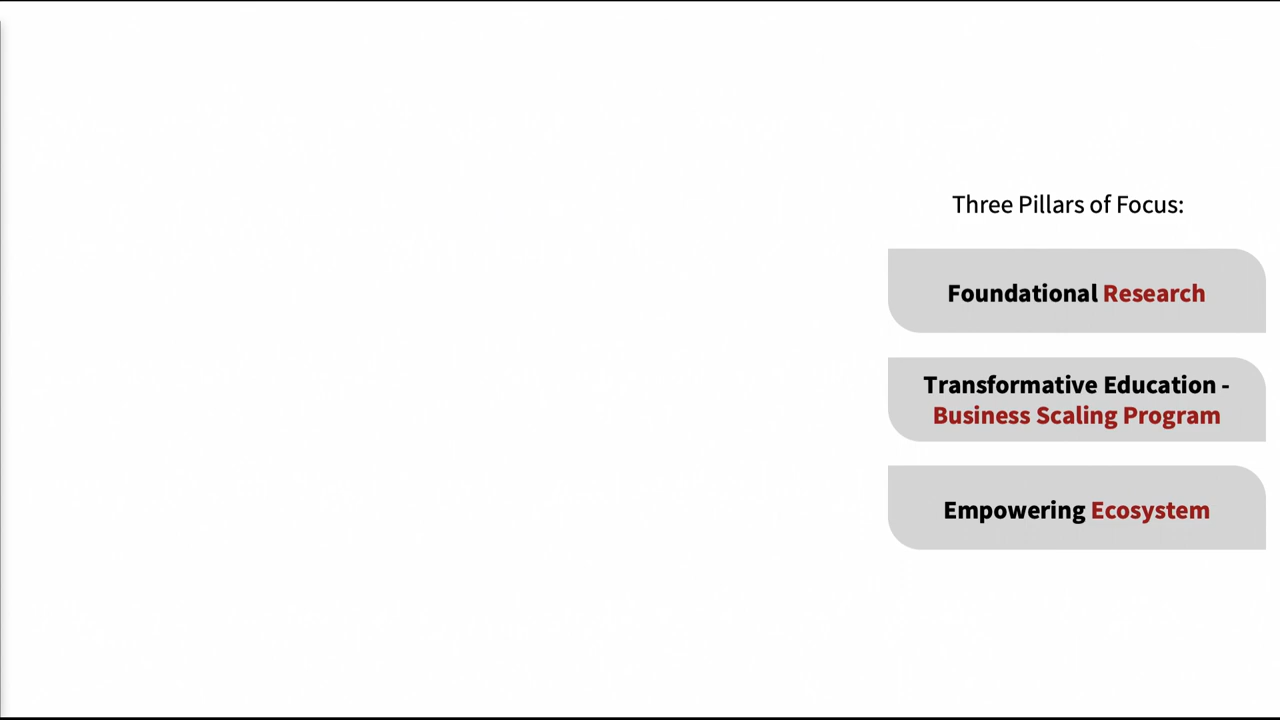 Three Pillars of Focus:
Foundational Research
Transformative Education -
Business Scaling Program
Empowering Ecosystem